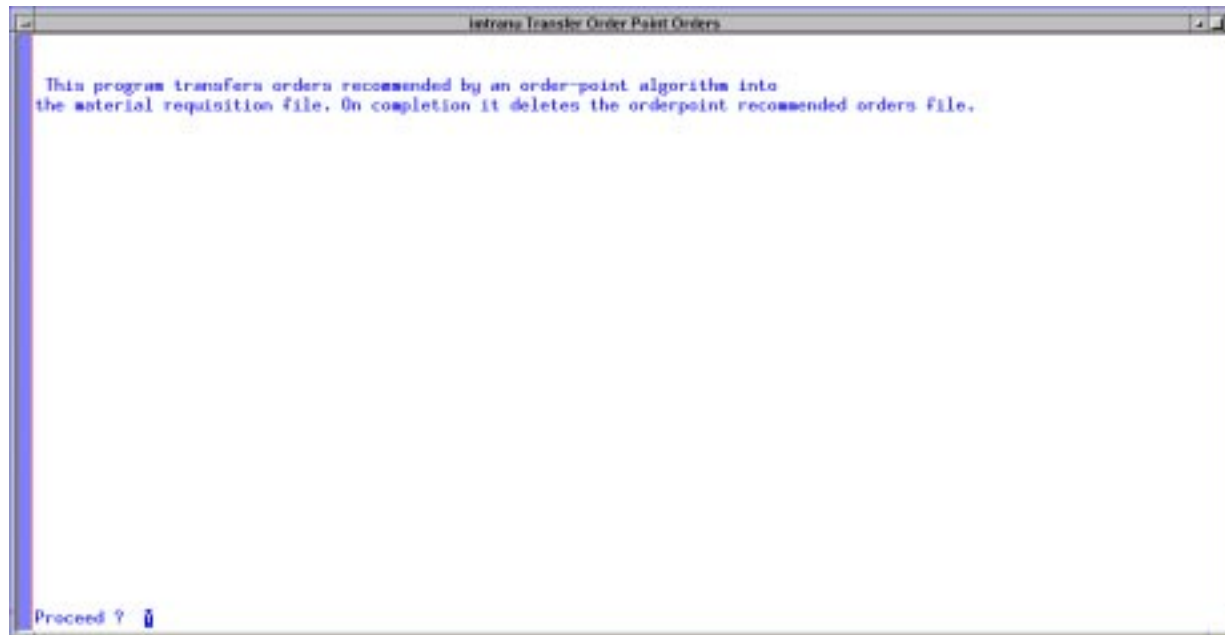 imtranu Transfer Order Point Orders
This program transfers orders recommended by an order-point algorithm into
the material requisition file. On completion it deletes the orderpoint recommended orders file.
Proceed ?